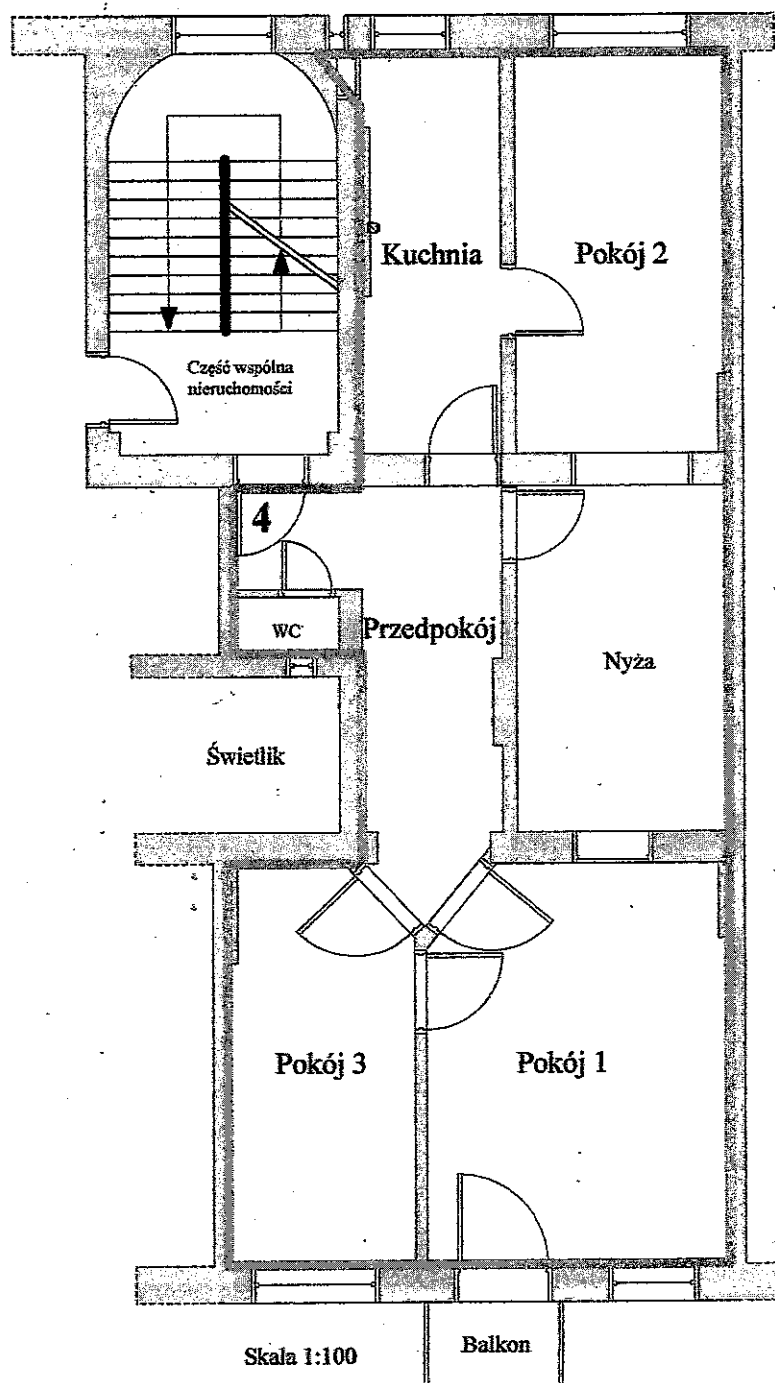 Kuchnia
Pokój 2
Część wspólna
nieruchomości
4
WC
Przedpokój
Nyża
Świetlik
Pokój 3
Pokój 1
Skala 1:100
Balkon